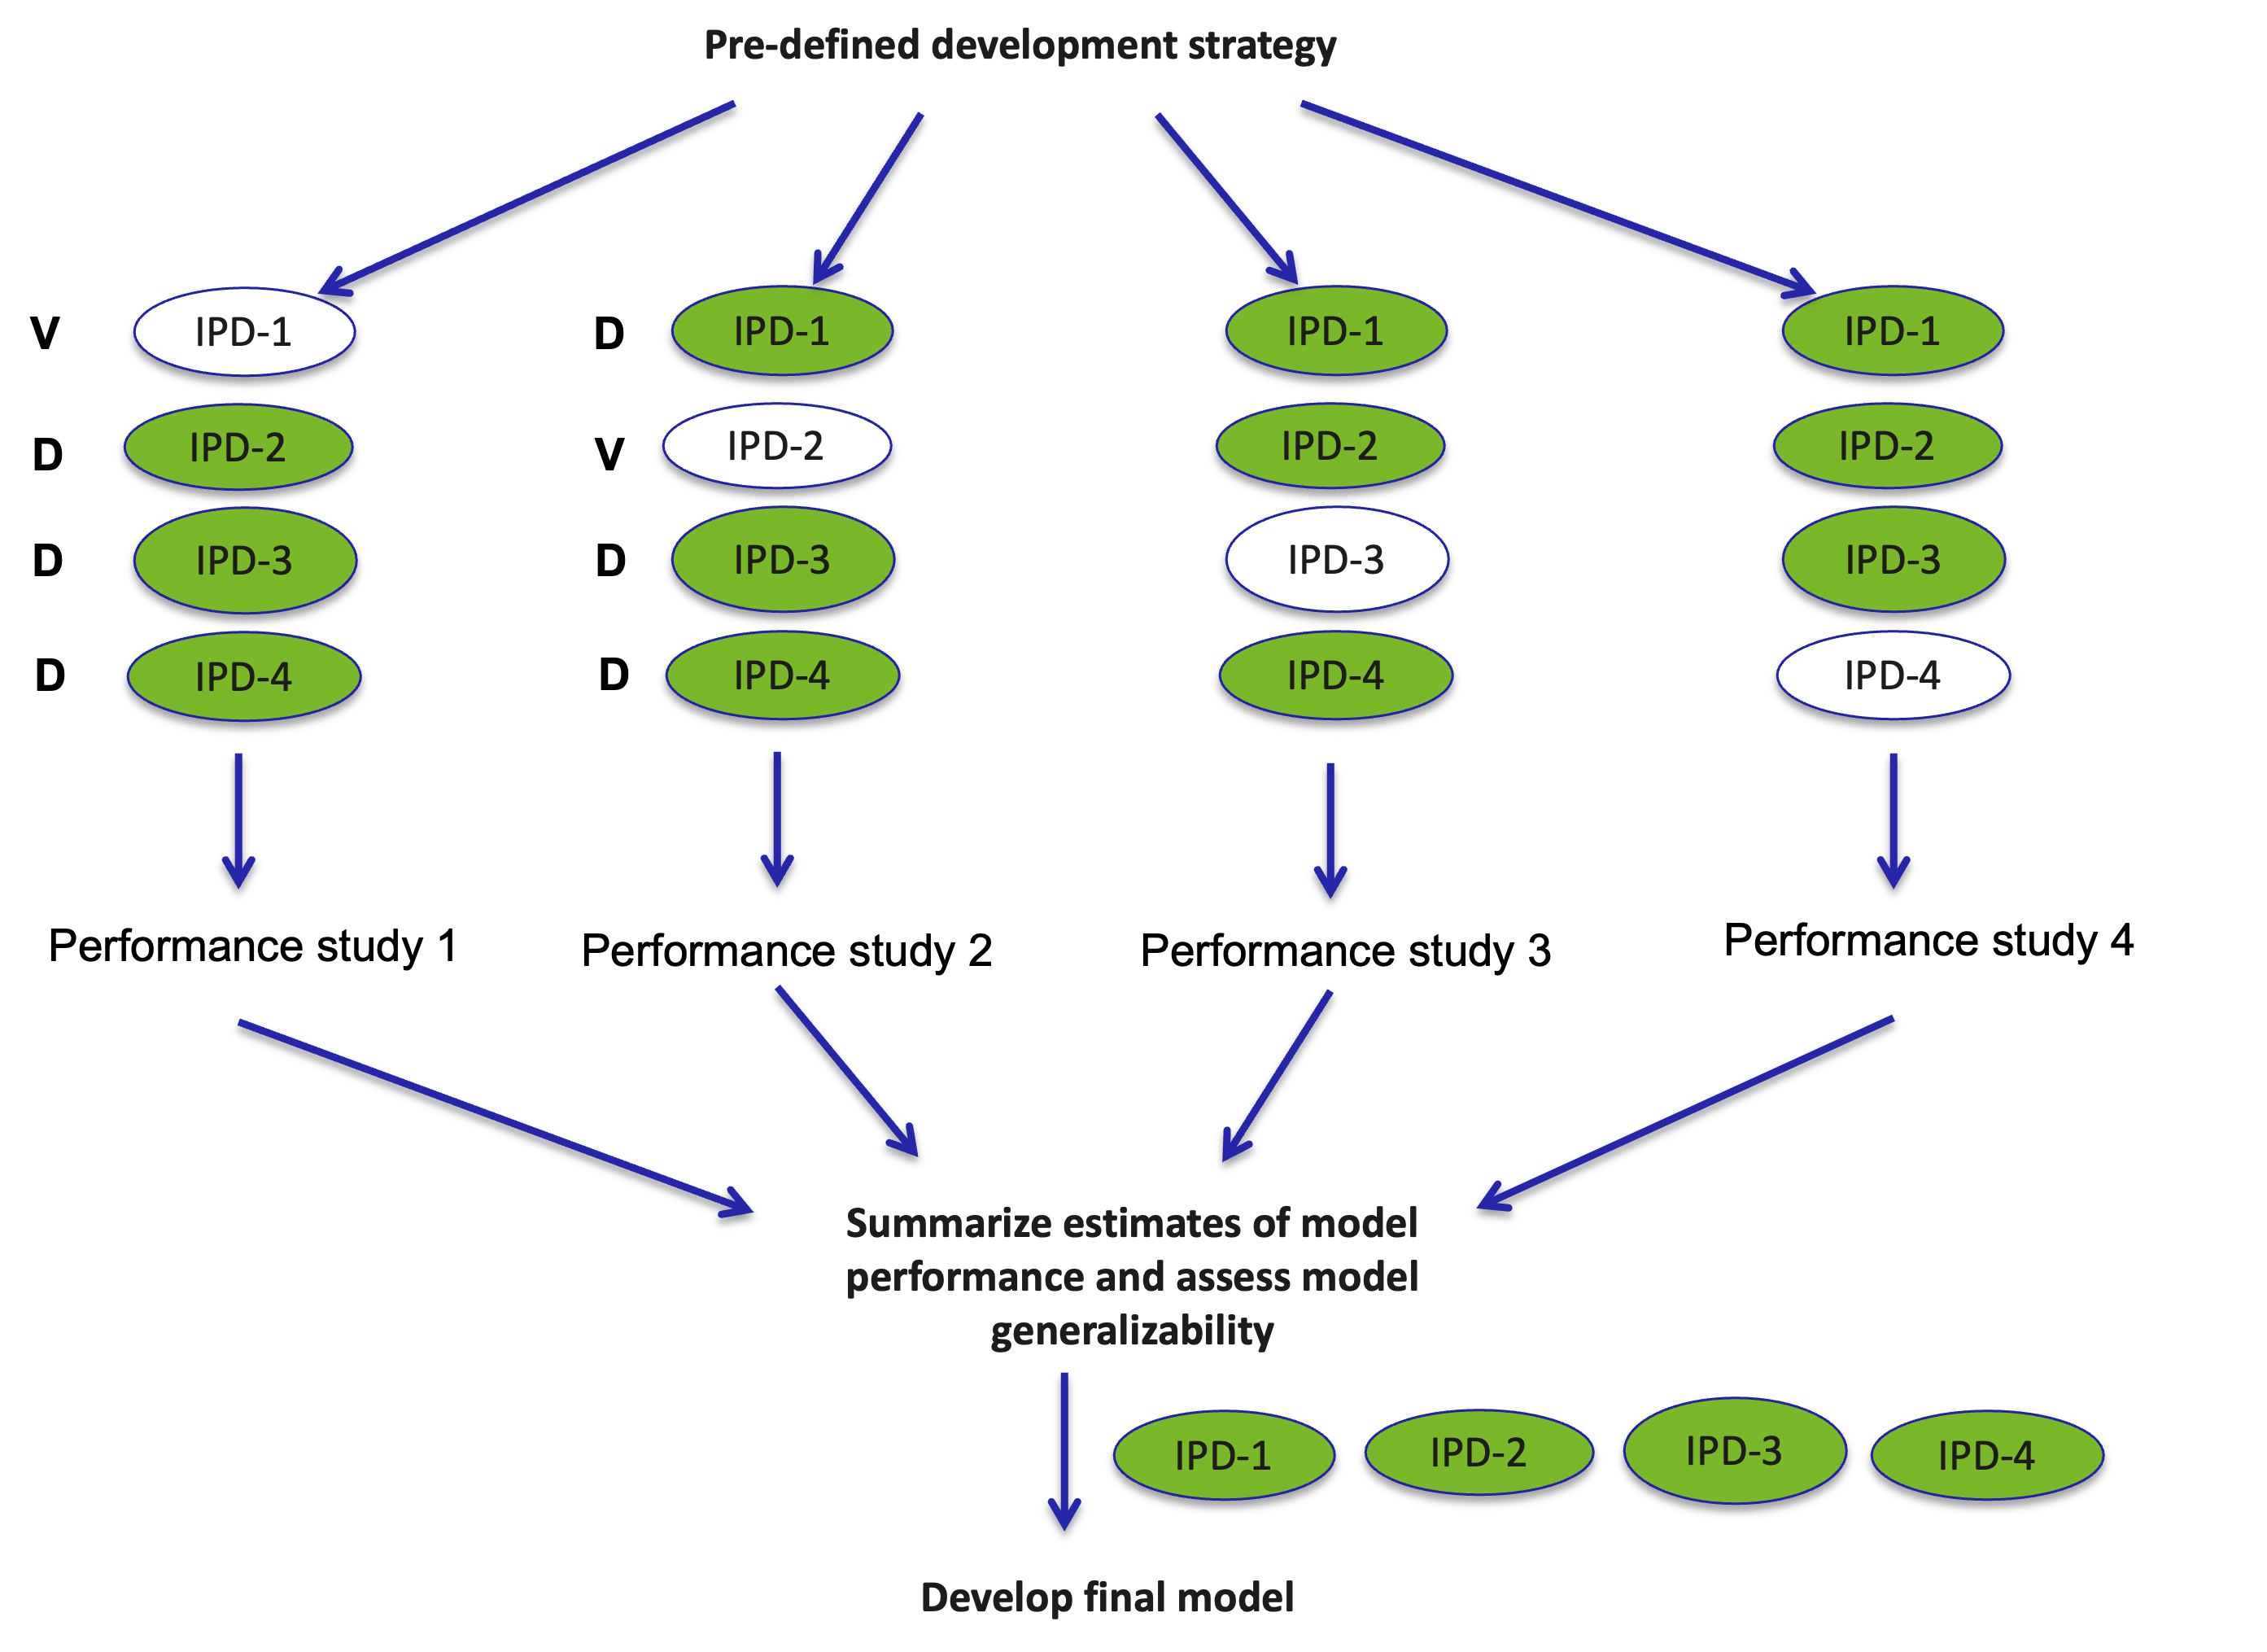 Pre-defined development strategy
V IPD-1 D IPD-1 IPD-1 IPD-1
D IPD-2 V IPD-2 IPD-2 IPD-2
D IPD-3 D IPD-3 IPD-3 IPD-3
D IPD-4 D IPD-4 IPD-4 IPD-4
Performance study 1 Performance study 2 Performance study 3 Performance study 4
Summarize estimates of model
performance and assess model
generalizability
IPD-1 IPD-2 IPD-3 IPD-4
Develop final model